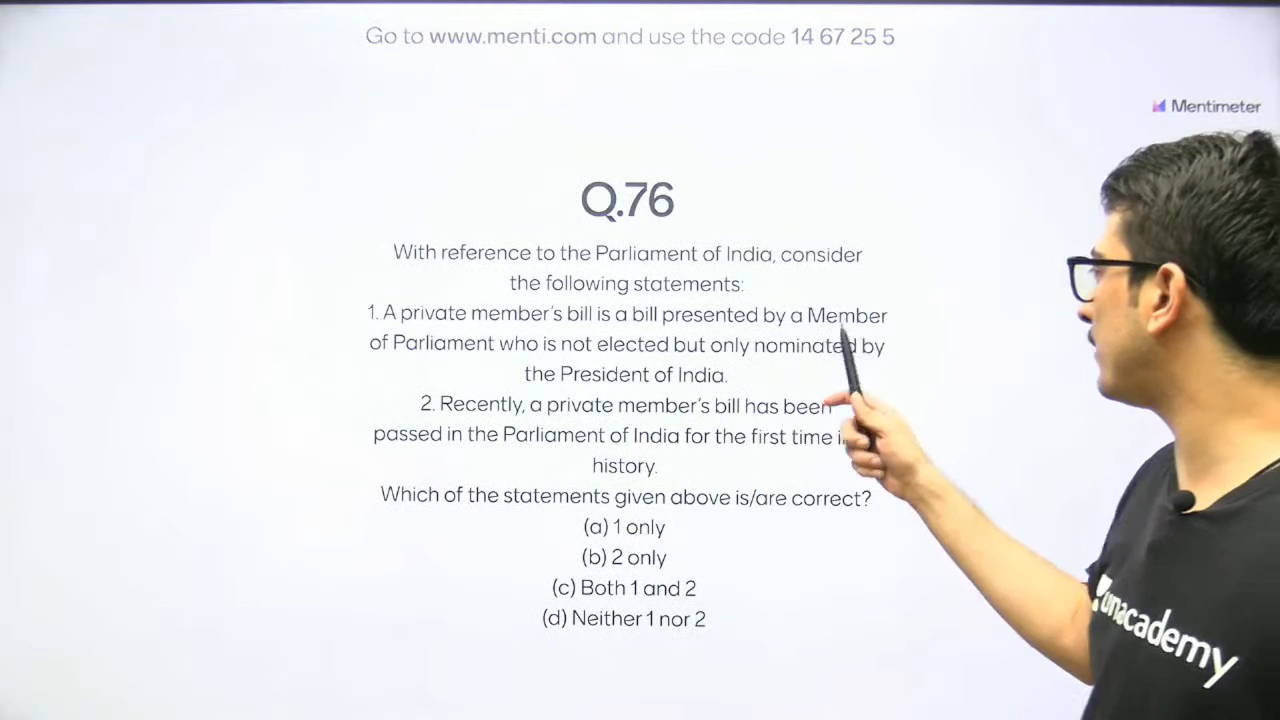 Go to www.menti.com and use the code 14 67 25 5
Mentimeter
Q.76
With reference to the Parliament of India, consider
the following statements:
1. A private member's bill is a bill presented by a Member
of Parliament who is not elected but only nominated by
the President of India.
2. Recently, a private member's bill has been
passed in the Parliament of India for the first time
history.
Which of the statements given above is/are correct?
(a) 1 only
(b) 2 only
(c) Both 1 and 2
(d) Neither 1 nor 2
unacademy